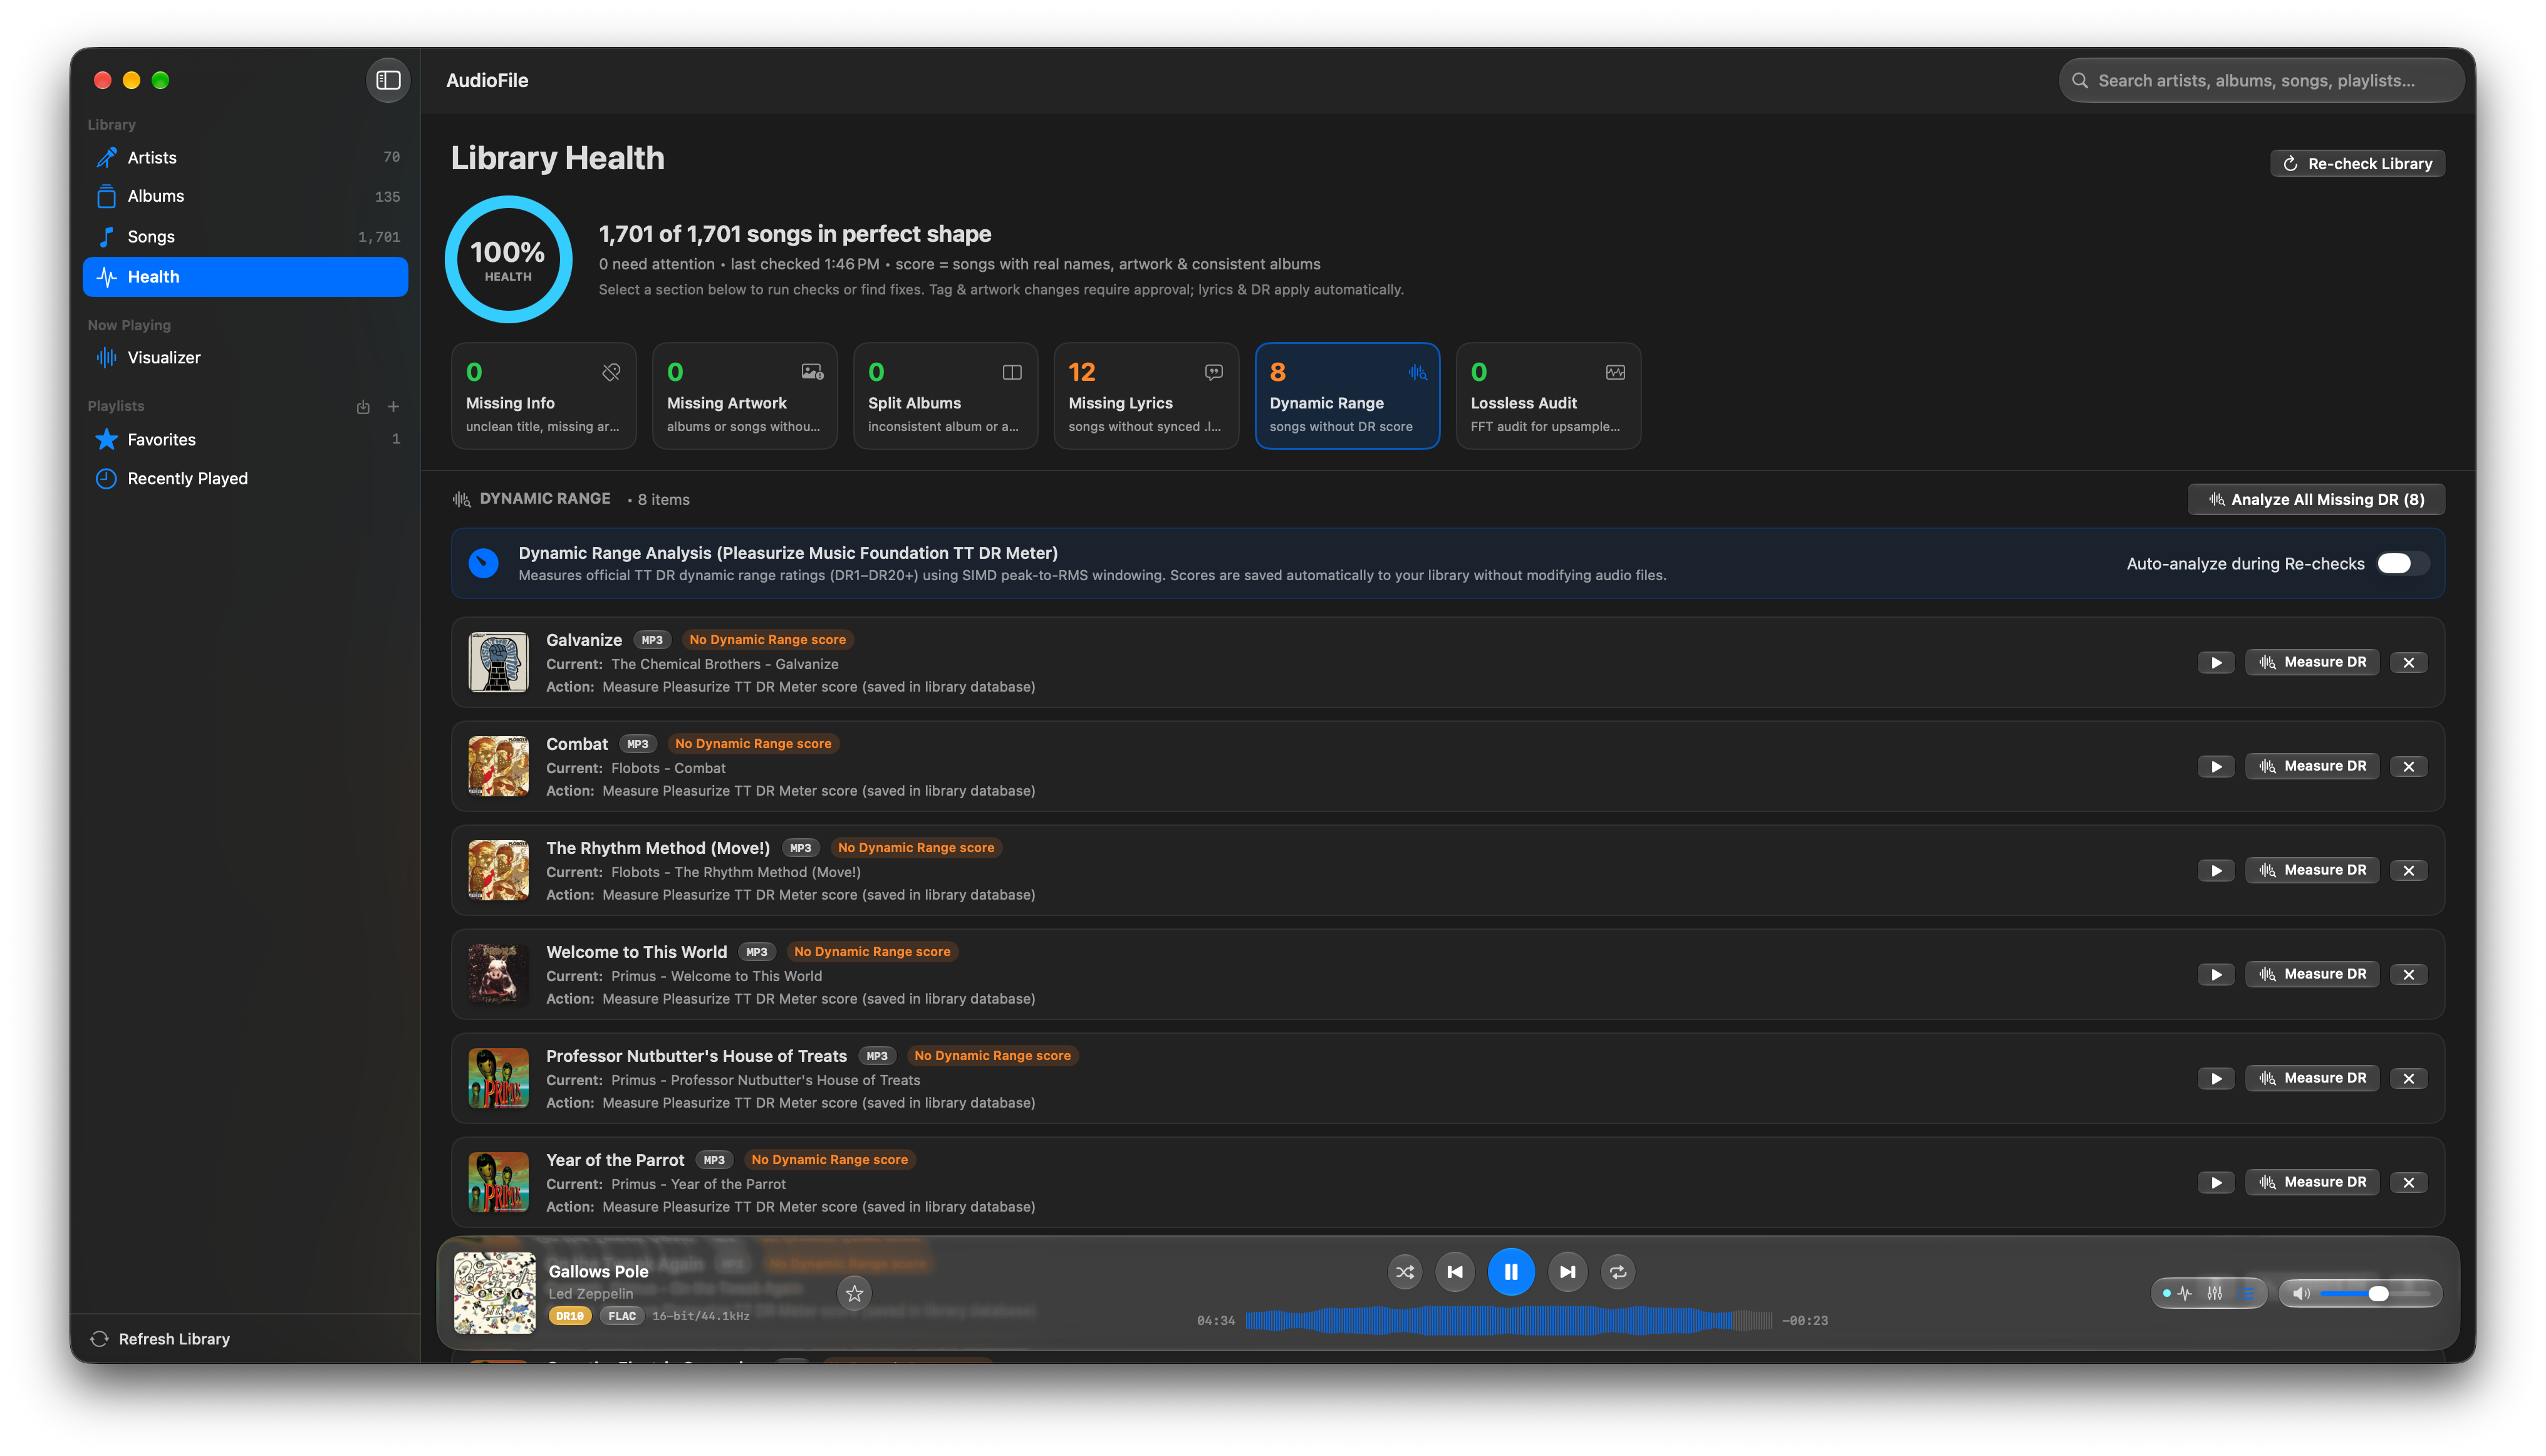 AudioFile
Search artists, albums, songs, playlists...
Library
Artists 70
Albums 135
Songs 1,701
Health
Now Playing
Visualizer
Playlists
Favorites 1
Recently Played
Refresh Library
Library Health
Re-check Library
100%
HEALTH
1,701 of 1,701 songs in perfect shape
0 need attention • last checked 1:46 PM • score = songs with real names, artwork & consistent albums
Select a section below to run checks or find fixes. Tag & artwork changes require approval; lyrics & DR apply automatically.
0
Missing Info
unclean title, missing ar...
0
Missing Artwork
albums or songs withou...
0
Split Albums
inconsistent album or a...
12
Missing Lyrics
songs without synced .l...
8
Dynamic Range
songs without DR score
0
Lossless Audit
FFT audit for upsample...
DYNAMIC RANGE • 8 items
Analyze All Missing DR (8)
Dynamic Range Analysis (Pleasurize Music Foundation TT DR Meter)
Measures official TT DR dynamic range ratings (DR1–DR20+) using SIMD peak-to-RMS windowing. Scores are saved automatically to your library without modifying audio files.
Auto-analyze during Re-checks
Galvanize MP3 No Dynamic Range score
Current: The Chemical Brothers - Galvanize
Action: Measure Pleasurize TT DR Meter score (saved in library database)
Measure DR
Combat MP3 No Dynamic Range score
Current: Flobots - Combat
Action: Measure Pleasurize TT DR Meter score (saved in library database)
Measure DR
The Rhythm Method (Move!) MP3 No Dynamic Range score
Current: Flobots - The Rhythm Method (Move!)
Action: Measure Pleasurize TT DR Meter score (saved in library database)
Measure DR
Welcome to This World MP3 No Dynamic Range score
Current: Primus - Welcome to This World
Action: Measure Pleasurize TT DR Meter score (saved in library database)
Measure DR
Professor Nutbutter's House of Treats MP3 No Dynamic Range score
Current: Primus - Professor Nutbutter's House of Treats
Action: Measure Pleasurize TT DR Meter score (saved in library database)
Measure DR
Year of the Parrot MP3 No Dynamic Range score
Current: Primus - Year of the Parrot
Action: Measure Pleasurize TT DR Meter score (saved in library database)
Measure DR
Gallows Pole
Led Zeppelin
DR10 FLAC 16-bit/44.1kHz
04:34
-00:23